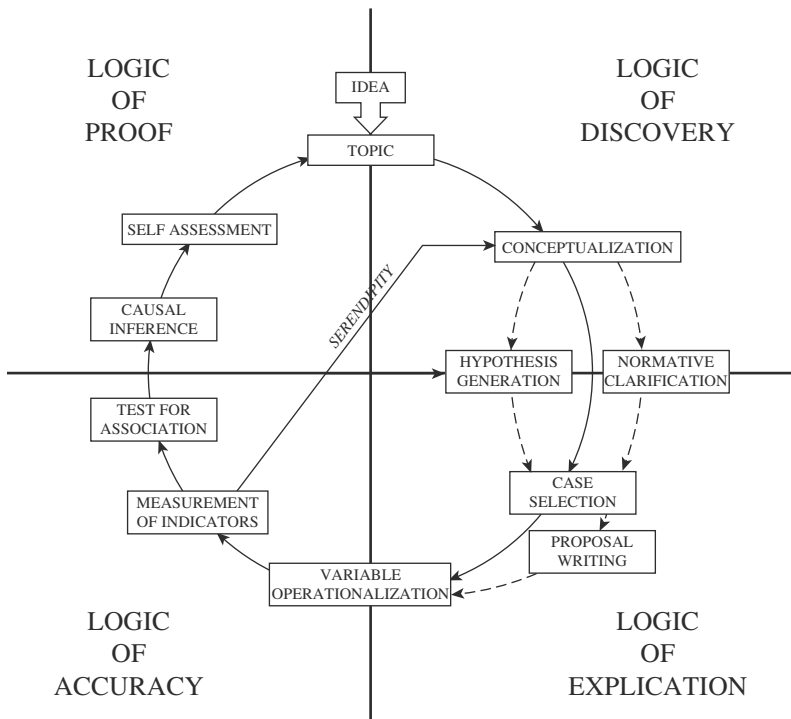 LOGIC
OF
PROOF
IDEA
LOGIC
OF
DISCOVERY
TOPIC
SELF ASSESSMENT
CONCEPTUALIZATION
SERENDIPITY
CAUSAL
INFERENCE
HYPOTHESIS
GENERATION
NORMATIVE
CLARIFICATION
TEST FOR
ASSOCIATION
CASE
SELECTION
MEASUREMENT
OF INDICATORS
PROPOSAL
WRITING
VARIABLE
OPERATIONALIZATION
LOGIC
OF
ACCURACY
LOGIC
OF
EXPLICATION